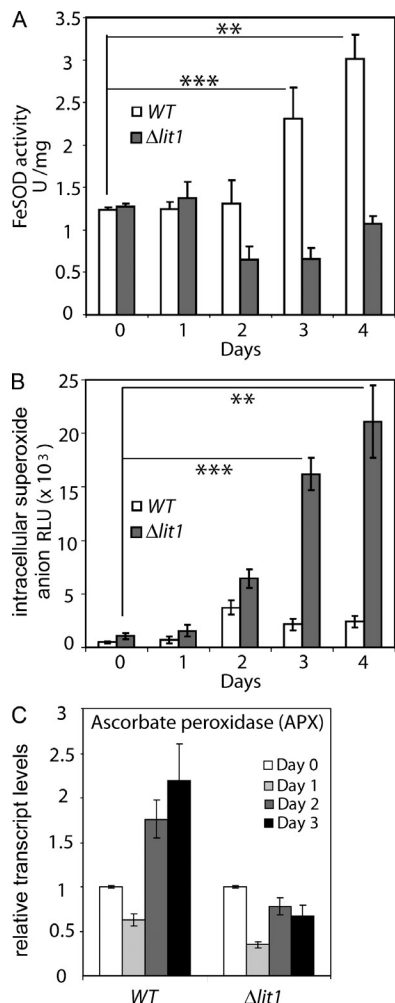 A
**
***
WT
Δlit1
FeSOD activity
U /mg
3.5
3
2.5
2
1.5
1
0.5
0
0 1 2 3 4
Days
B
**
***
WT
Δlit1
intracellular superoxide
anion RLU (x 10³)
25
20
15
10
5
0
0 1 2 3 4
Days
C
Ascorbate peroxidase (APX)
Day 0
Day 1
Day 2
Day 3
relative transcript levels
3
2.5
2
1.5
1
0.5
0
WT Δlit1